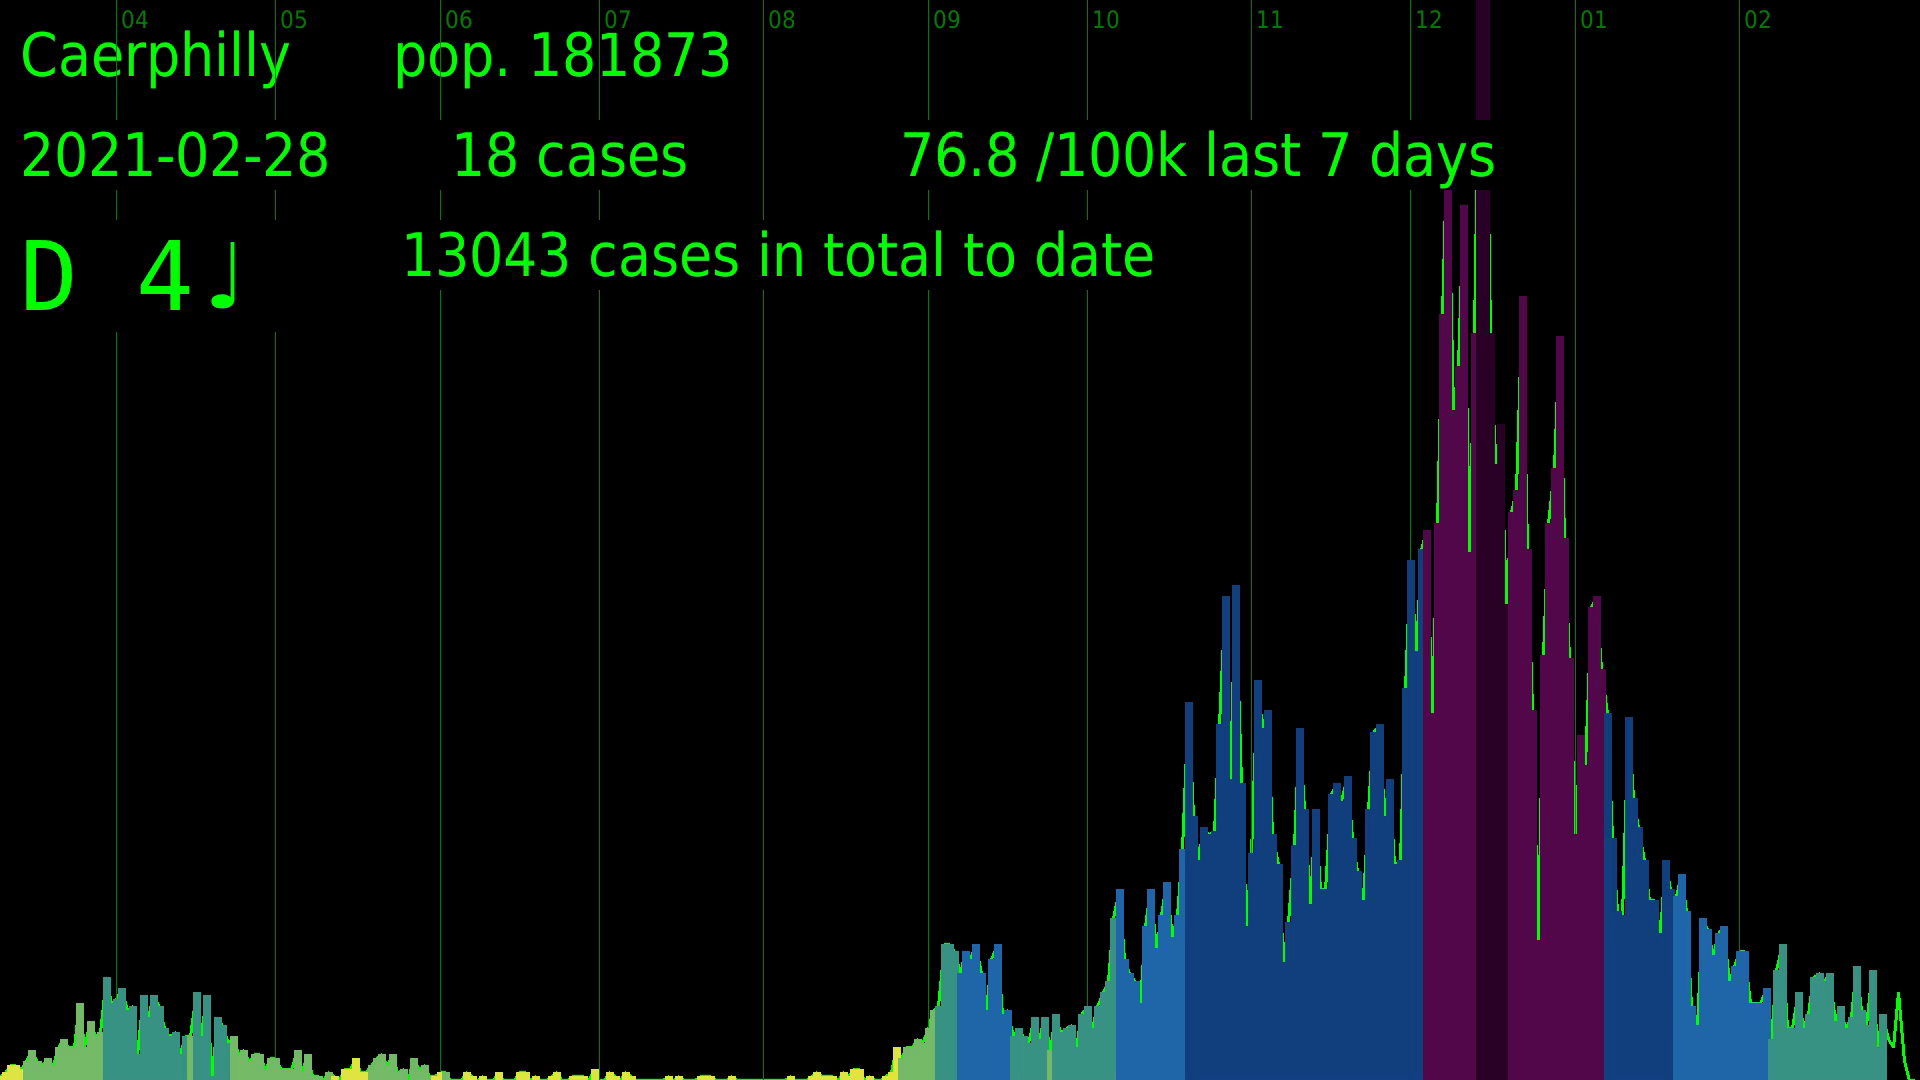 04 05 06 07 08 09 10 11 12 01 02
Caerphilly pop. 181873
2021-02-28 18 cases 76.8 /100k last 7 days
D 4♩ 13043 cases in total to date